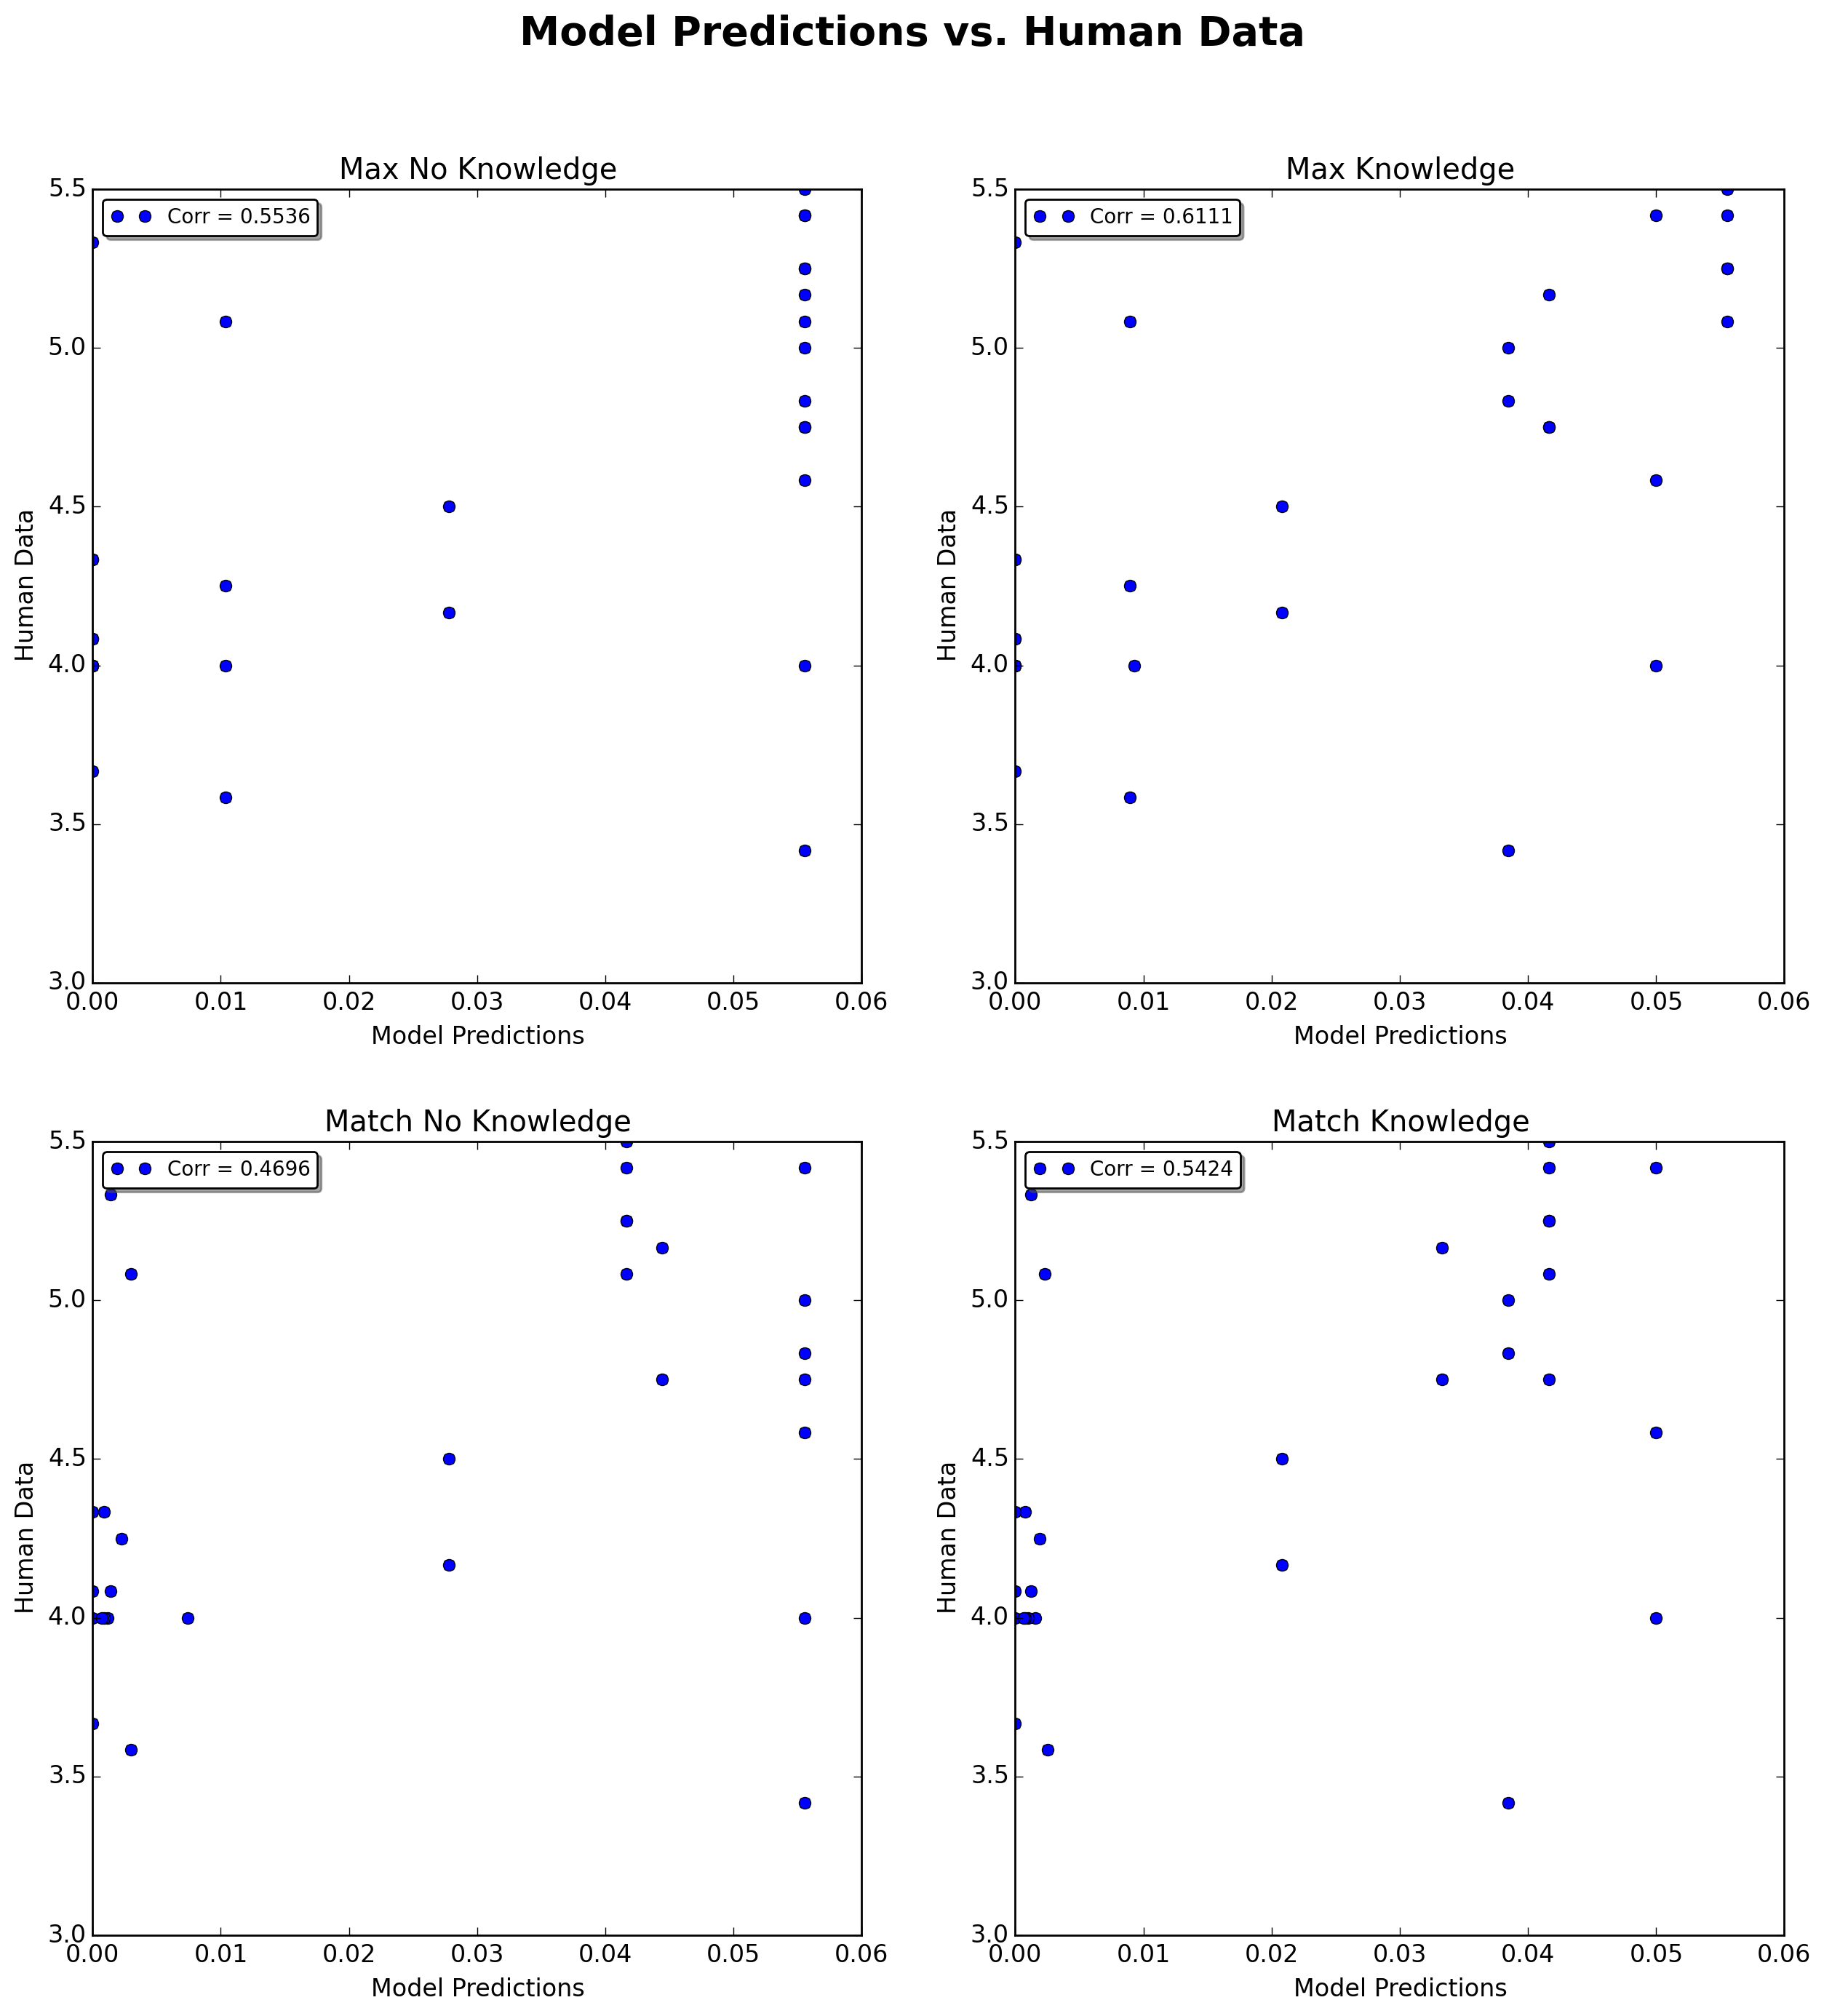 Model Predictions vs. Human Data
Max No Knowledge
5.5
5.0
4.5
4.0
3.5
3.0
Corr = 0.5536
Human Data
0.00 0.01 0.02 0.03 0.04 0.05 0.06
Model Predictions
Max Knowledge
5.5
5.0
4.5
4.0
3.5
3.0
Corr = 0.6111
Human Data
0.00 0.01 0.02 0.03 0.04 0.05 0.06
Model Predictions
Match No Knowledge
5.5
5.0
4.5
4.0
3.5
3.0
Corr = 0.4696
Human Data
0.00 0.01 0.02 0.03 0.04 0.05 0.06
Model Predictions
Match Knowledge
5.5
5.0
4.5
4.0
3.5
3.0
Corr = 0.5424
Human Data
0.00 0.01 0.02 0.03 0.04 0.05 0.06
Model Predictions